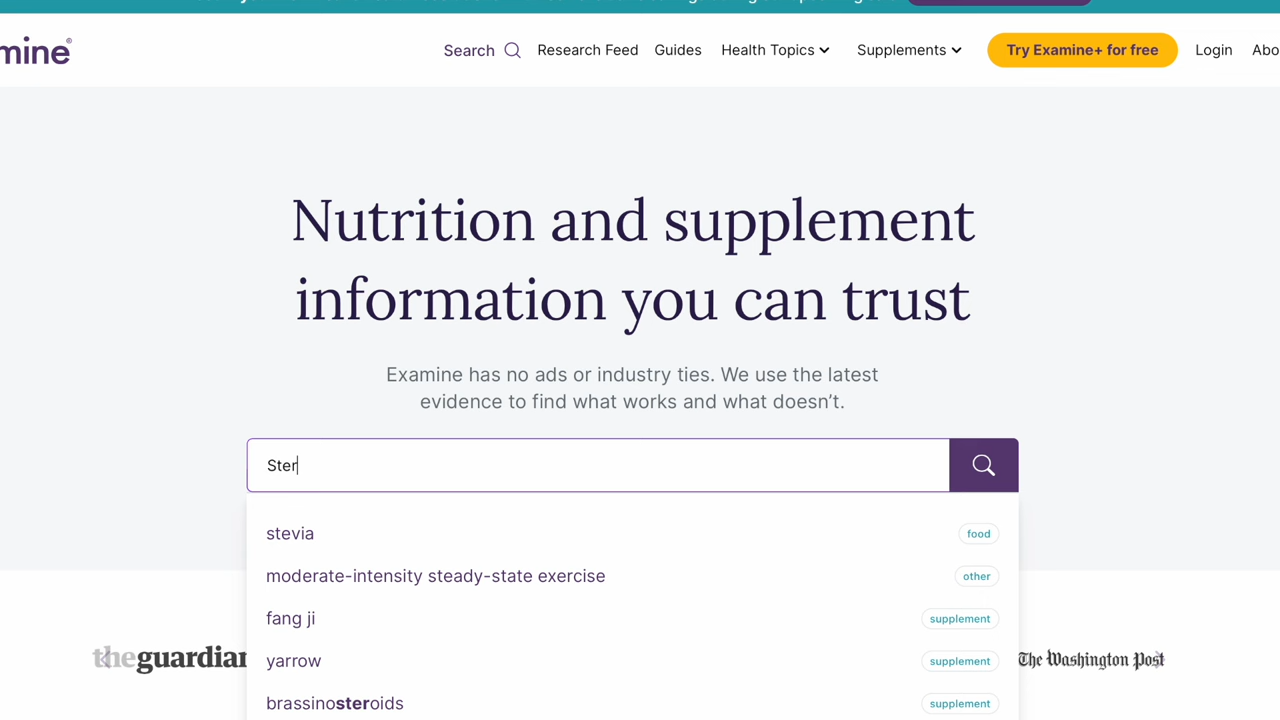 mine®
Search Research Feed Guides Health Topics Supplements Try Examine+ for free Login Abo
Nutrition and supplement
information you can trust
Examine has no ads or industry ties. We use the latest
evidence to find what works and what doesn't.
Ster
stevia food
moderate-intensity steady-state exercise other
fang ji supplement
yarrow supplement
brassinosteroids supplement
theguardian
The Washington Post